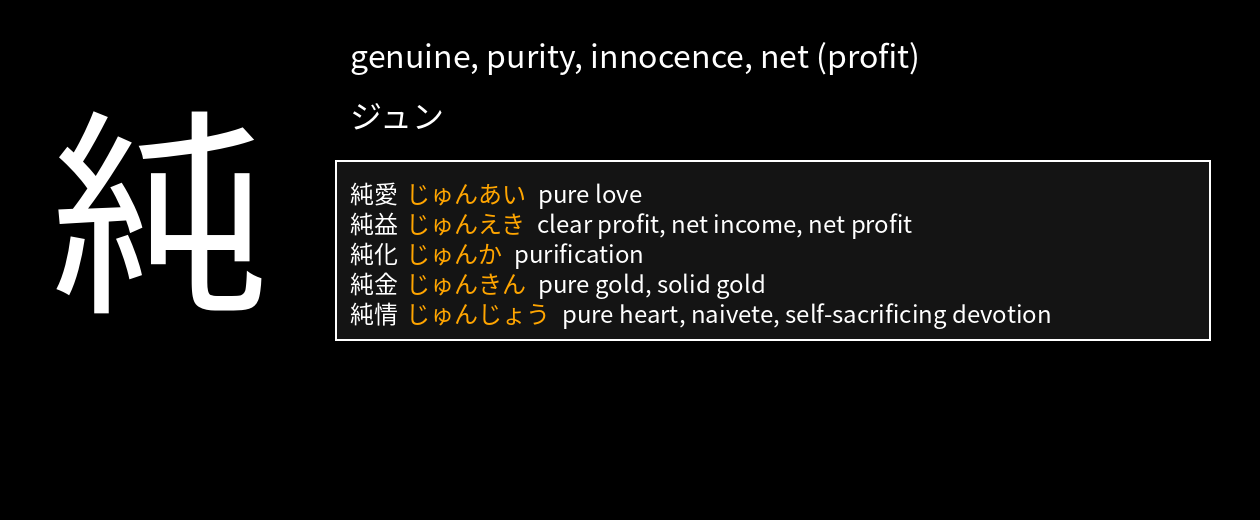 純
genuine, purity, innocence, net (profit)
ジュン
純愛 じゅんあい pure love
純益 じゅんえき clear profit, net income, net profit
純化 じゅんか purification
純金 じゅんきん pure gold, solid gold
純情 じゅんじょう pure heart, naivete, self-sacrificing devotion